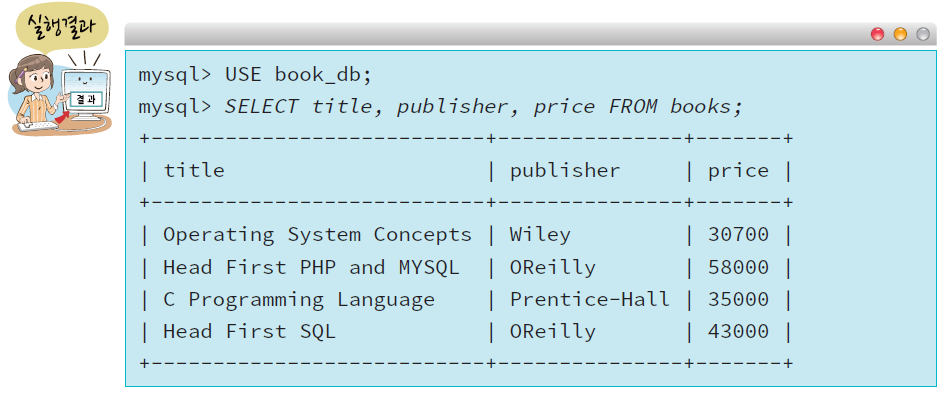 실행결과
결과
mysql> USE book_db;
mysql> SELECT title, publisher, price FROM books;
+---------------------------+---------------+-------+
| title                     | publisher     | price |
+---------------------------+---------------+-------+
| Operating System Concepts | Wiley         | 30700 |
| Head First PHP and MYSQL  | OReilly       | 58000 |
| C Programming Language    | Prentice-Hall | 35000 |
| Head First SQL            | OReilly       | 43000 |
+---------------------------+---------------+-------+